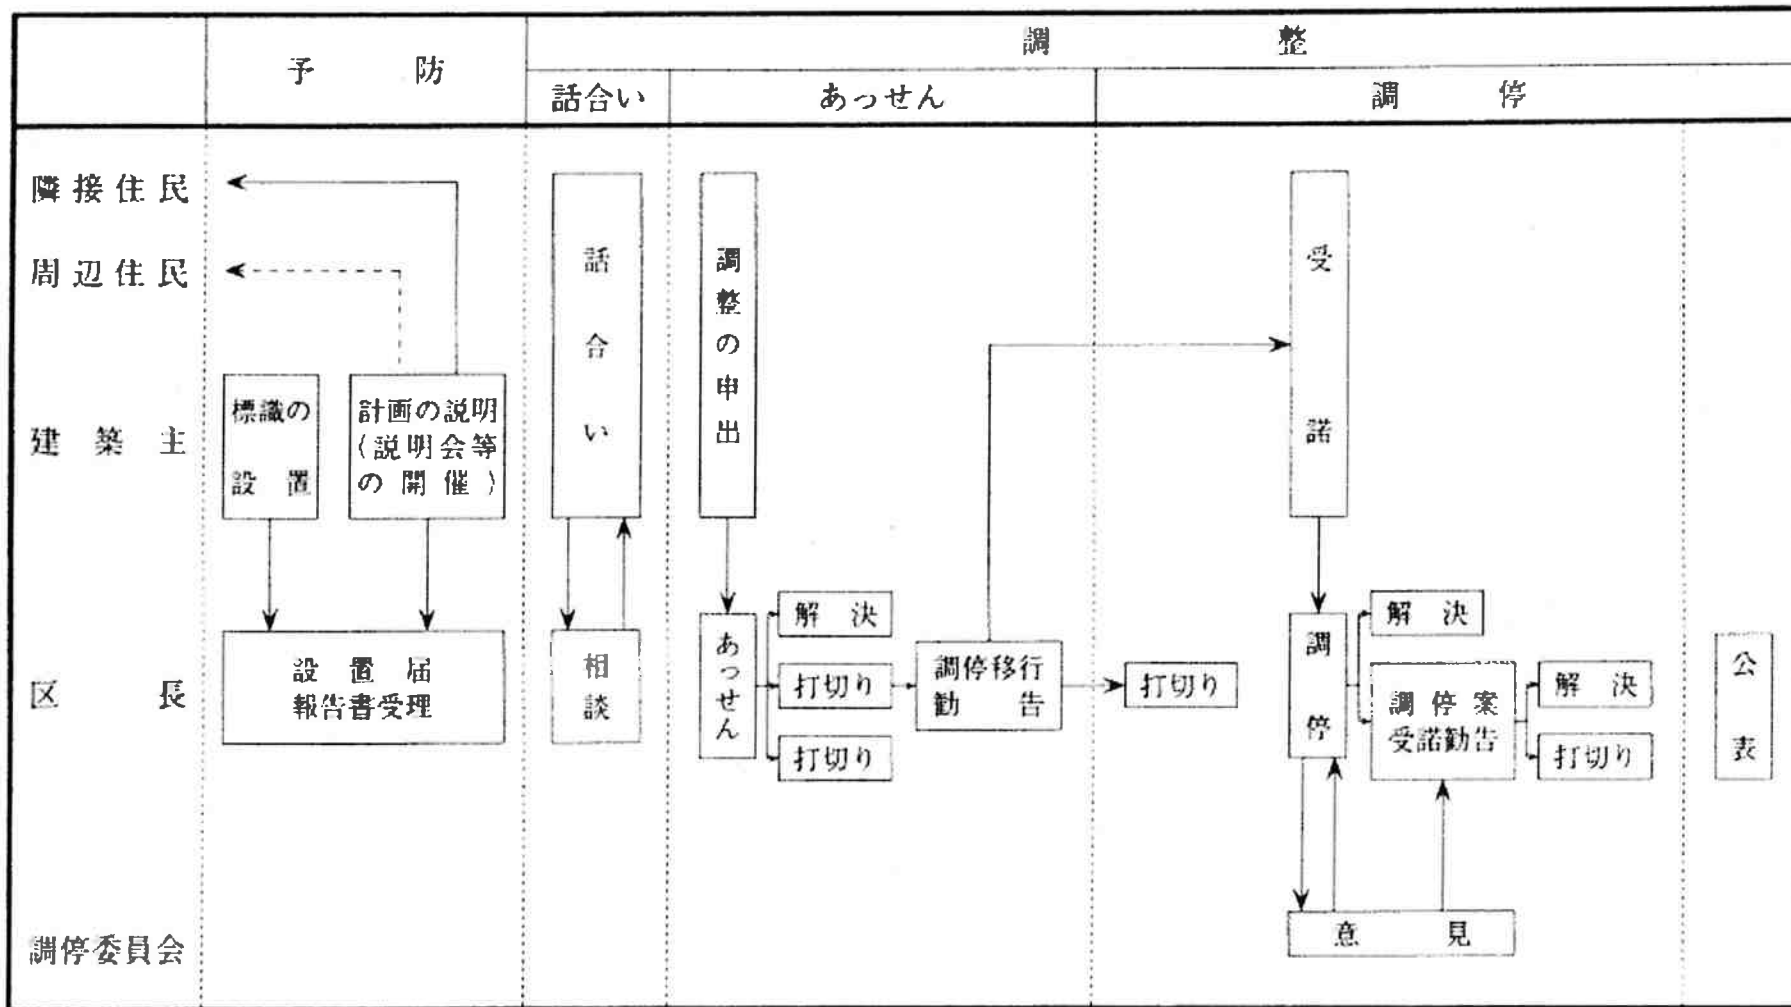 予防
調整
話合い
あっせん
調停
隣接住民
周辺住民
建築主
区長
調停委員会
標識の
設置
計画の説明
(説明会等
の開催)
設置届
報告書受理
話合い
相談
調整の申出
あっせん
解決
打切り
打切り
調停移行
勧告
打切り
受諾
調停
解決
調停案
受諾勧告
解決
打切り
意見
公表